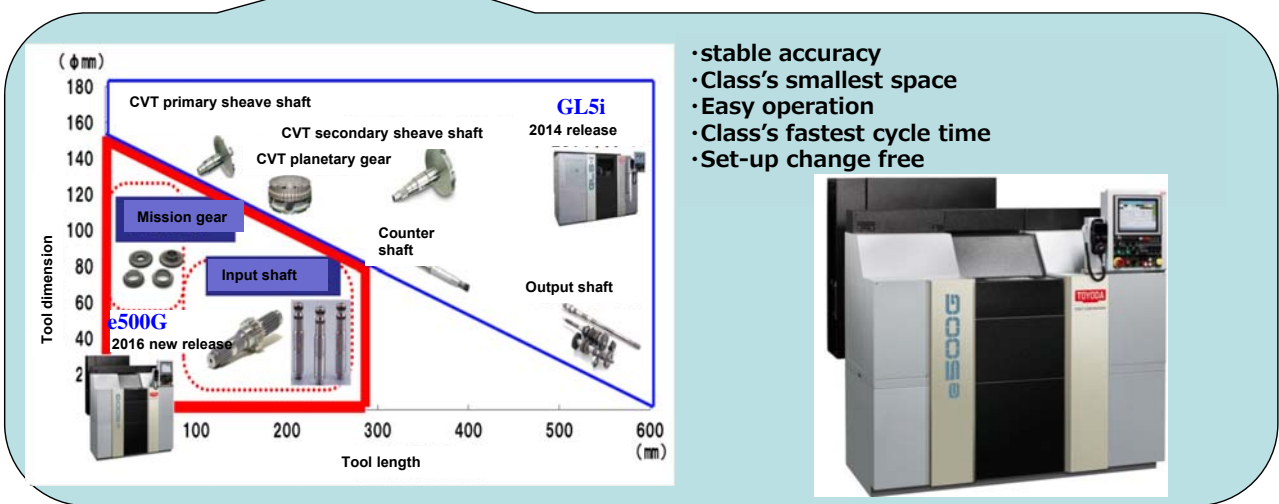 (φmm)
180
160
140
120
100
80
60
40
2
Tool dimension
CVT primary sheave shaft
CVT secondary sheave shaft
CVT planetary gear
GL5i
2014 release
Mission gear
Input shaft
Counter
shaft
Output shaft
e500G
2016 new release
100
200
300
400
500
600
(mm)
Tool length
・stable accuracy
・Class’s smallest space
・Easy operation
・Class’s fastest cycle time
・Set-up change free
e500G
TOYODA